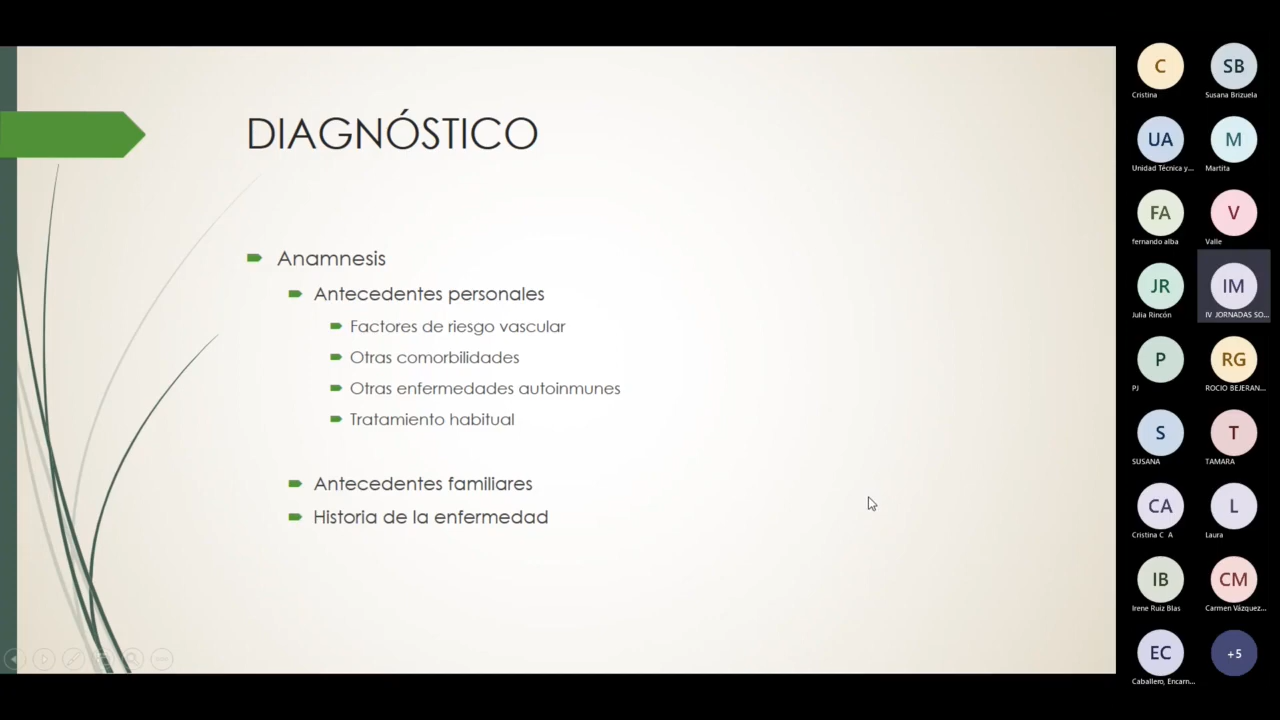 DIAGNÓSTICO
Anamnesis
Antecedentes personales
Factores de riesgo vascular
Otras comorbilidades
Otras enfermedades autoinmunes
Tratamiento habitual
Antecedentes familiares
Historia de la enfermedad
C
Cristina
SB
Susana Brizuela
UA
Unidad Técnica y...
M
Martita
FA
fernando alba
V
Valle
JR
Julia Rincón
IM
IV JORNADAS SO...
P
PJ
RG
ROCIO BEJERAN...
S
SUSANA
T
TAMARA
CA
Cristina C A
L
Laura
IB
Irene Ruiz Blas
CM
Carmen Vázquez...
EC
Caballero, Encarn...
+5